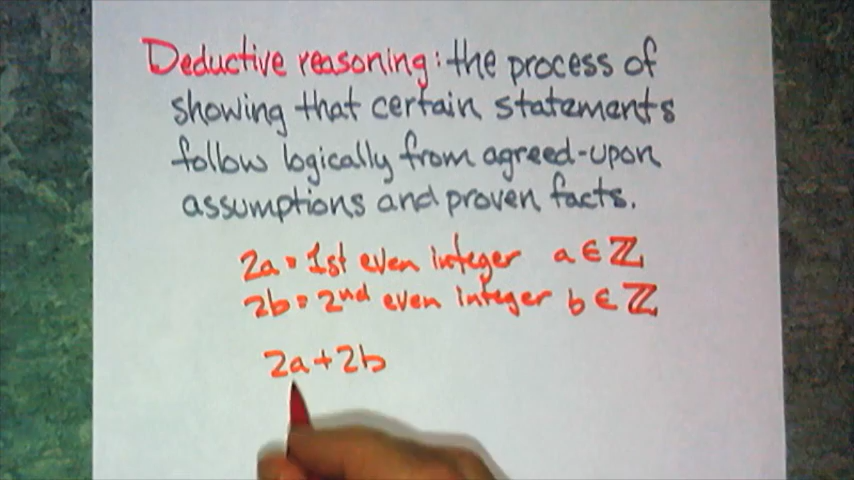 Deductive reasoning: the process of
showing that certain statements
follow logically from agreed-upon
assumptions and proven facts.
2a = 1st even integer a ∈ ℤ
2b = 2nd even integer b ∈ ℤ
2a + 2b